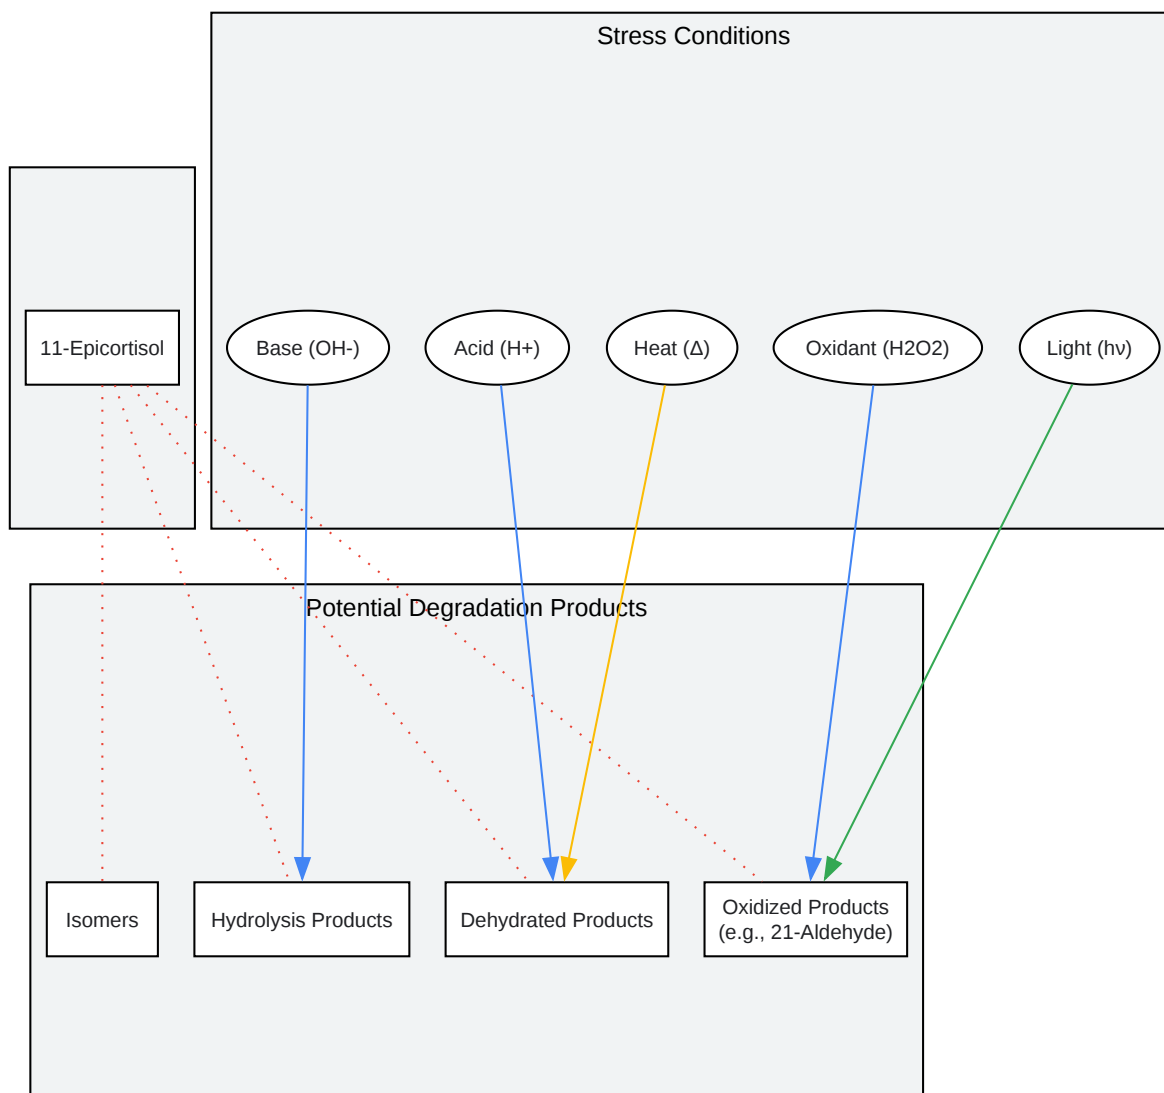 Stress Conditions
11-Epicortisol
Base (OH-)
Acid (H+)
Heat (Δ)
Oxidant (H2O2)
Light (hν)
Potential Degradation Products
Isomers
Hydrolysis Products
Dehydrated Products
Oxidized Products
(e.g., 21-Aldehyde)